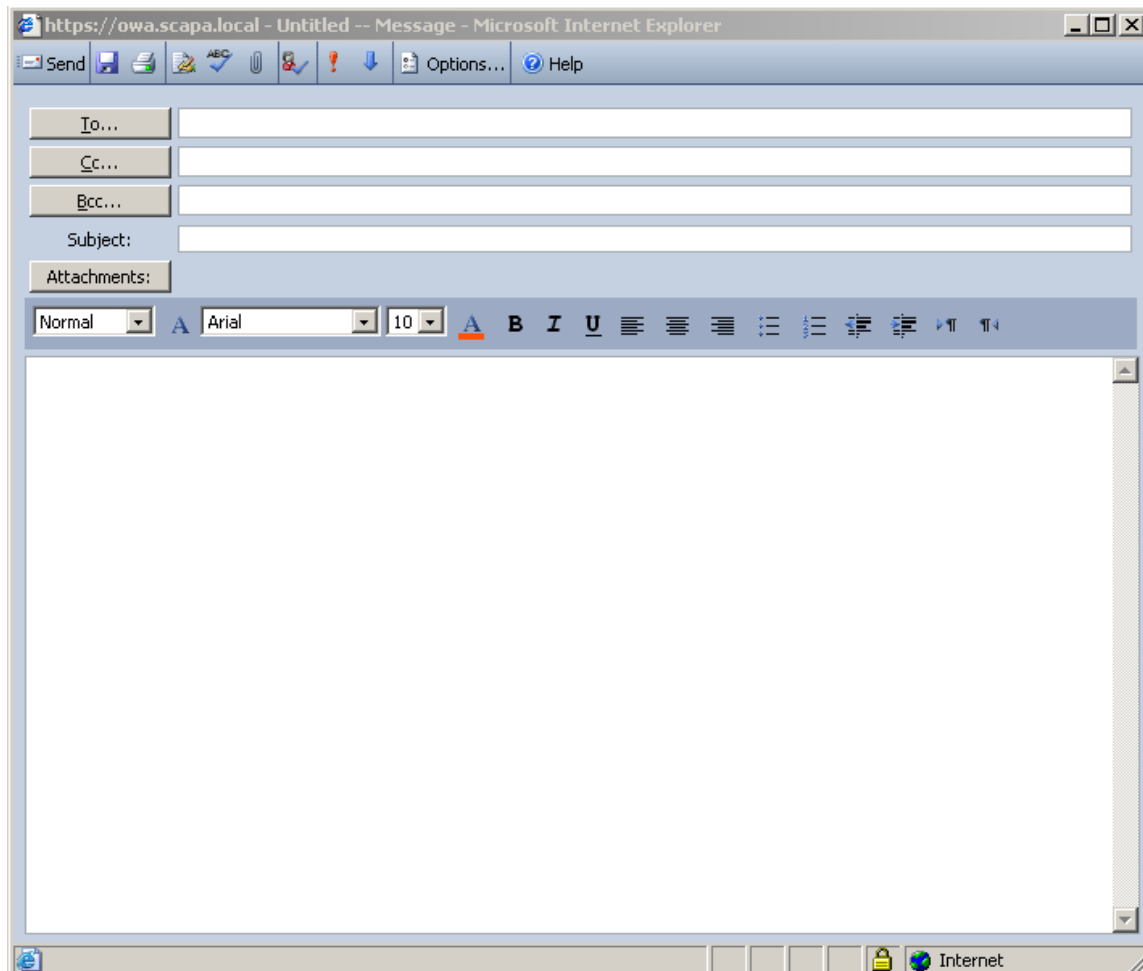 https://owa.scapa.local - Untitled -- Message - Microsoft Internet Explorer
Send ABC Options... Help
To...
Cc...
Bcc...
Subject:
Attachments:
Normal A Arial 10 A B I U
Internet